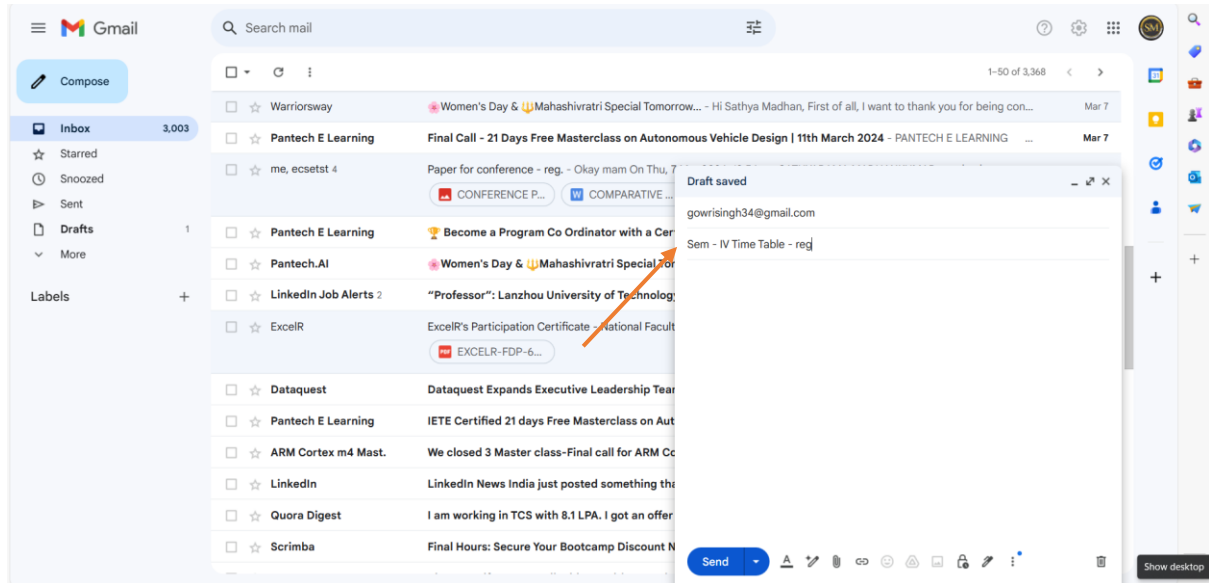 Gmail
Search mail
SM
Compose
1–50 of 3,368
31
Warriorsway 🌸Women's Day & 🔱Mahashivratri Special Tomorrow... - Hi Sathya Madhan, First of all, I want to thank you for being con... Mar 7
Inbox 3,003
Pantech E Learning Final Call - 21 Days Free Masterclass on Autonomous Vehicle Design | 11th March 2024 - PANTECH E LEARNING ... Mar 7
Starred
me, ecsetst 4 Paper for conference - reg. - Okay mam On Thu, 7
Snoozed
Draft saved
CONFERENCE P... W COMPARATIVE ...
Sent
gowrisingh34@gmail.com
Drafts 1
Pantech E Learning 🏆 Become a Program Co Ordinator with a Cer
Sem - IV Time Table - reg
More
Pantech.AI 🌸Women's Day & 🔱Mahashivratri Special Tor
Labels
LinkedIn Job Alerts 2 “Professor”: Lanzhou University of Technology
ExcelR ExcelR's Participation Certificate - National Facult
PDF EXCELR-FDP-6...
Dataquest Dataquest Expands Executive Leadership Tear
Pantech E Learning IETE Certified 21 days Free Masterclass on Aut
ARM Cortex m4 Mast. We closed 3 Master class-Final call for ARM Co
LinkedIn LinkedIn News India just posted something tha
Quora Digest I am working in TCS with 8.1 LPA. I got an offer
Scrimba Final Hours: Secure Your Bootcamp Discount N
Send
Show desktop